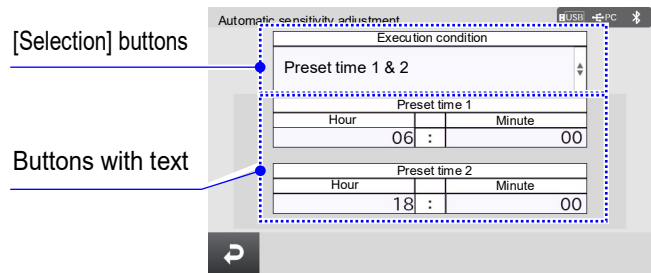 Automatic sensitivity adjustment
USB PC
[Selection] buttons
Execution condition
Preset time 1 & 2
Preset time 1
Hour Minute
06 : 00
Buttons with text
Preset time 2
Hour Minute
18 : 00